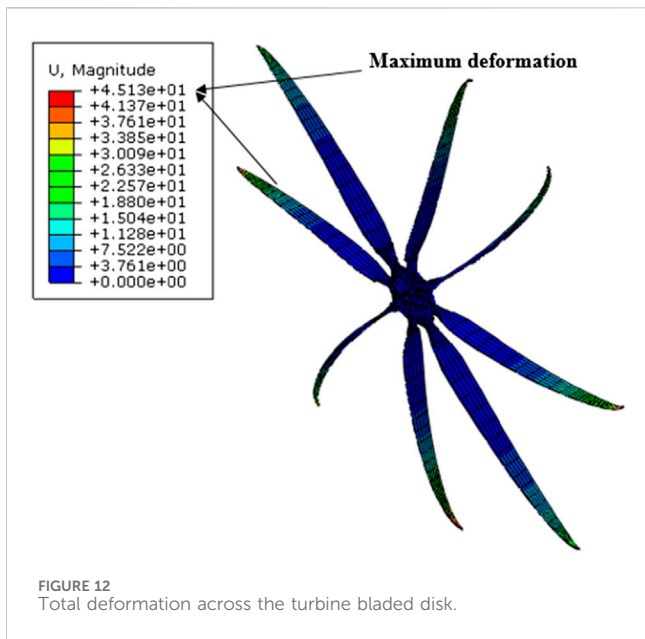 Maximum deformation
U, Magnitude
+4.513e+01
+4.137e+01
+3.761e+01
+3.385e+01
+3.009e+01
+2.633e+01
+2.257e+01
+1.880e+01
+1.504e+01
+1.128e+01
+7.522e+00
+3.761e+00
+0.000e+00
FIGURE 12
Total deformation across the turbine bladed disk.